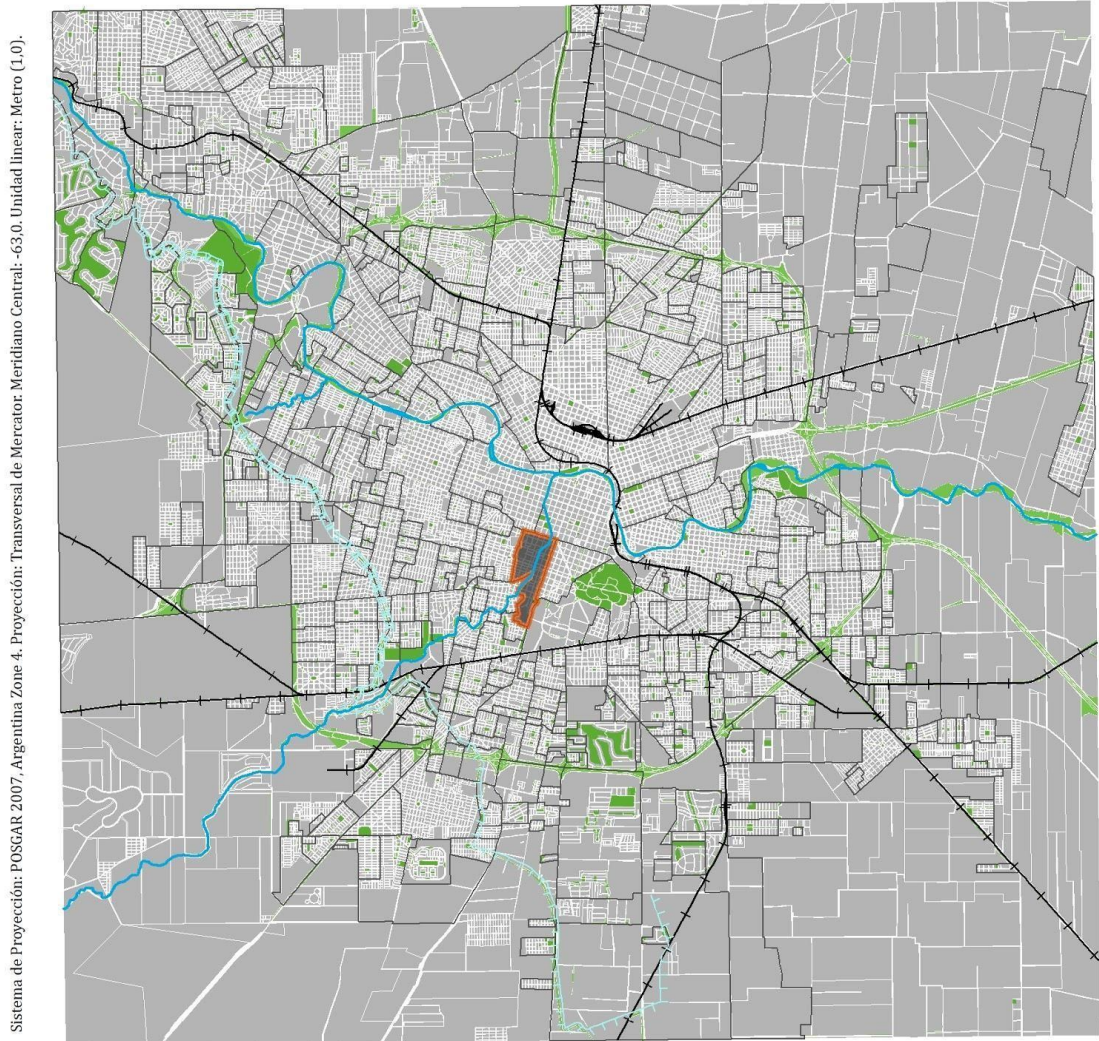 Sistema de Proyección: POSGAR 2007, Argentina Zone 4. Proyección: Transversal de Mercator. Meridiano Central: -63,0. Unidad linear: Metro (1,0).